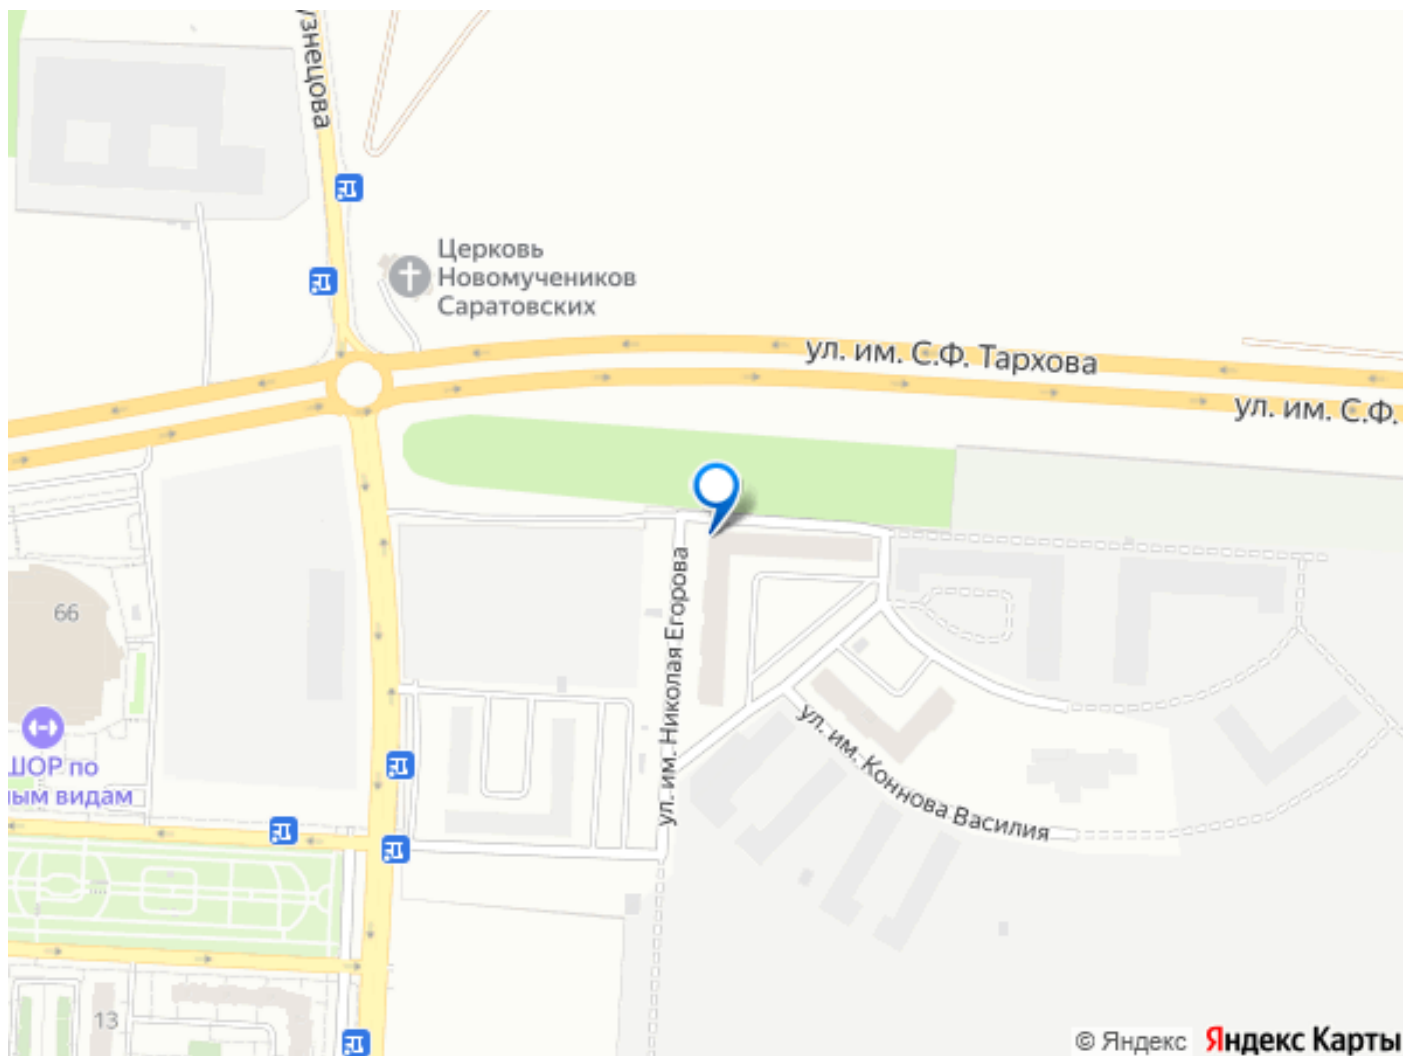 узнецова
Церковь
Новомучеников
Саратовских
ул. им. С.Ф. Тархова
ул. им. С.Ф.
66
ул. им. Николая Егорова
ШОР по
ным видам
ул. им. Коннова Василия
13
© Яндекс Яндекс Карты